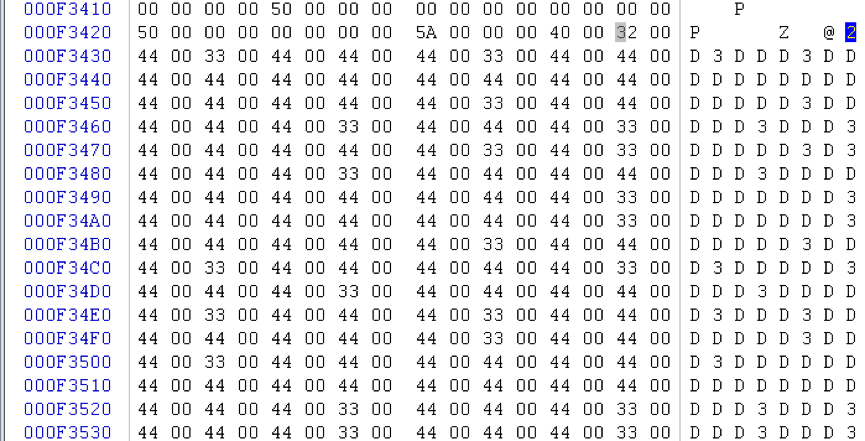 000F3410 00 00 00 00 50 00 00 00 00 00 00 00 00 00 00 00 P
000F3420 50 00 00 00 00 00 00 00 5A 00 00 00 40 00 32 00 P Z @ 2
000F3430 44 00 33 00 44 00 44 00 44 00 33 00 44 00 44 00 D 3 D D D 3 D D
000F3440 44 00 44 00 44 00 44 00 44 00 44 00 44 00 44 00 D D D D D D D D
000F3450 44 00 44 00 44 00 44 00 44 00 33 00 44 00 44 00 D D D D D 3 D D
000F3460 44 00 44 00 44 00 33 00 44 00 44 00 44 00 33 00 D D D 3 D D D 3
000F3470 44 00 44 00 44 00 44 00 44 00 33 00 44 00 33 00 D D D D D 3 D 3
000F3480 44 00 44 00 44 00 33 00 44 00 44 00 44 00 44 00 D D D 3 D D D D
000F3490 44 00 44 00 44 00 44 00 44 00 44 00 44 00 33 00 D D D D D D D 3
000F34A0 44 00 44 00 44 00 44 00 44 00 44 00 44 00 33 00 D D D D D D D 3
000F34B0 44 00 44 00 44 00 44 00 44 00 33 00 44 00 44 00 D D D D D 3 D D
000F34C0 44 00 33 00 44 00 44 00 44 00 44 00 44 00 33 00 D 3 D D D D D 3
000F34D0 44 00 44 00 44 00 33 00 44 00 44 00 44 00 44 00 D D D 3 D D D D
000F34E0 44 00 33 00 44 00 44 00 44 00 33 00 44 00 44 00 D 3 D D D 3 D D
000F34F0 44 00 44 00 44 00 44 00 44 00 33 00 44 00 44 00 D D D D D 3 D D
000F3500 44 00 33 00 44 00 44 00 44 00 44 00 44 00 44 00 D 3 D D D D D D
000F3510 44 00 44 00 44 00 44 00 44 00 44 00 44 00 44 00 D D D D D D D D
000F3520 44 00 44 00 44 00 33 00 44 00 44 00 44 00 33 00 D D D 3 D D D 3
000F3530 44 00 44 00 44 00 33 00 44 00 44 00 44 00 33 00 D D D 3 D D D 3